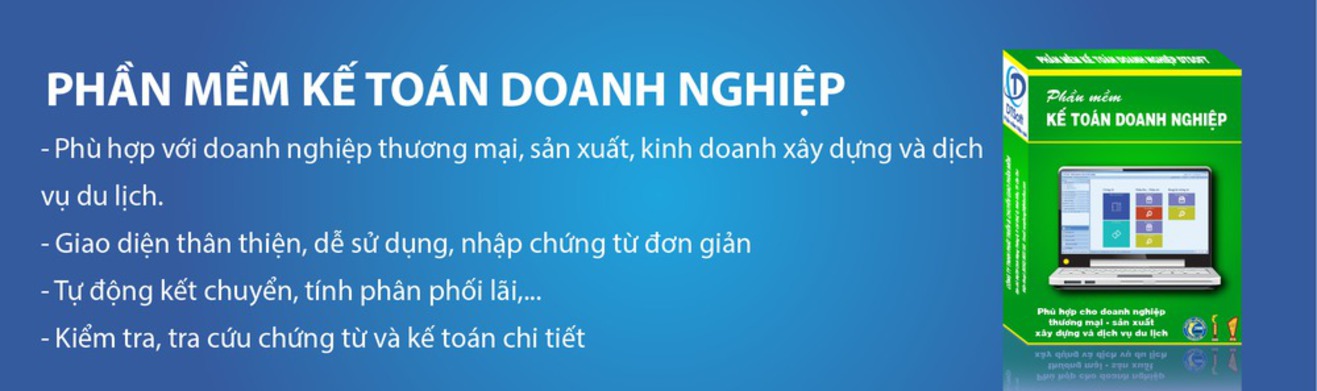 PHẦN MỀM KẾ TOÁN DOANH NGHIỆP
- Phù hợp với doanh nghiệp thương mại, sản xuất, kinh doanh xây dựng và dịch
vụ du lịch.
- Giao diện thân thiện, dễ sử dụng, nhập chứng từ đơn giản
- Tự động kết chuyển, tính phân phối lãi,...
- Kiểm tra, tra cứu chứng từ và kế toán chi tiết
PHẦN MỀM KẾ TOÁN DOANH NGHIỆP DTSOFT
DTSoft
Phần mềm
KẾ TOÁN DOANH NGHIỆP
Phù hợp cho doanh nghiệp
thương mại - sản xuất
xây dựng và dịch vụ du lịch